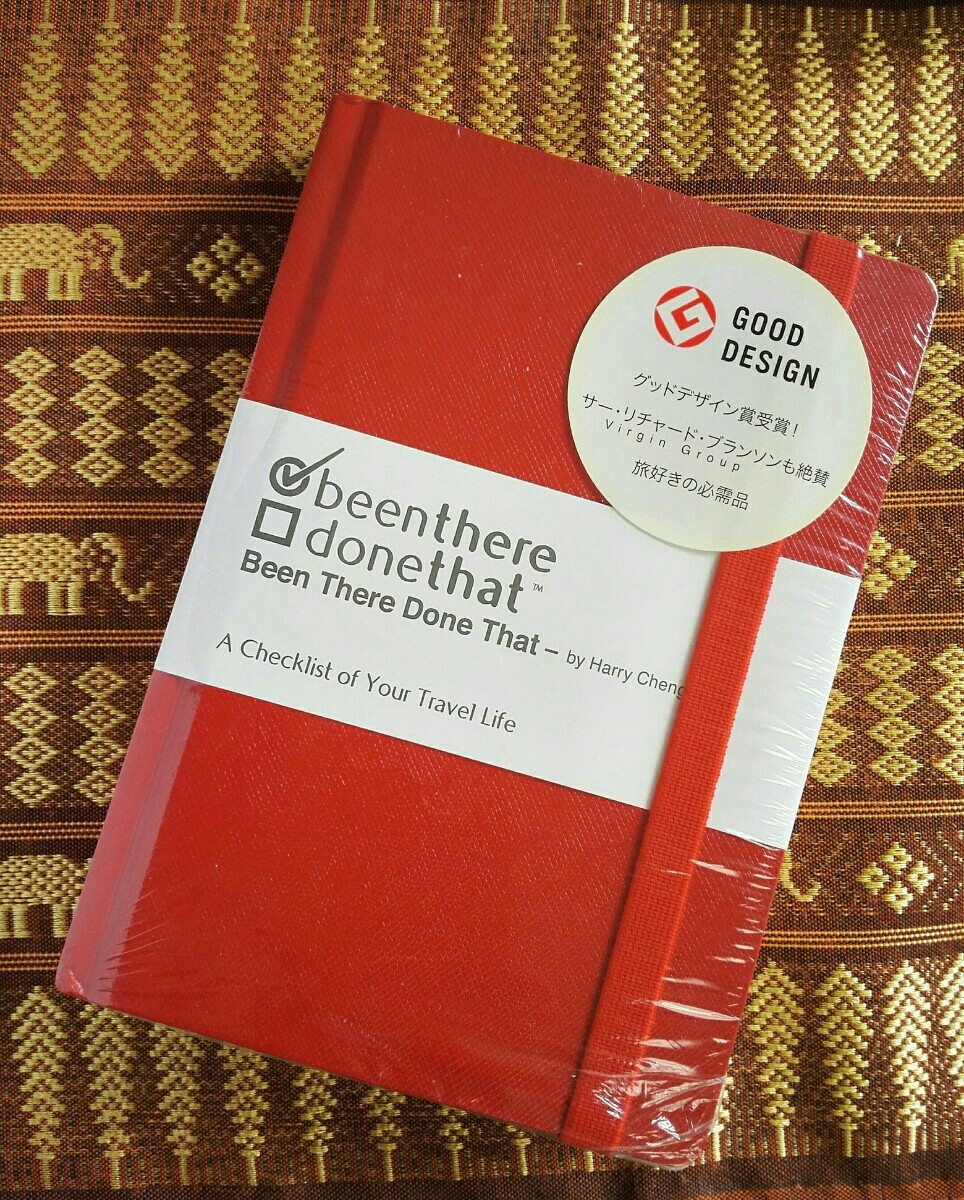 GOOD
DESIGN
グッドデザイン賞受賞!
サー・リチャード・ブランソンも絶賛
Virgin Group
旅好きの必需品
beenthere
donethat™
Been There Done That – by Harry Cheng
A Checklist of Your Travel Life